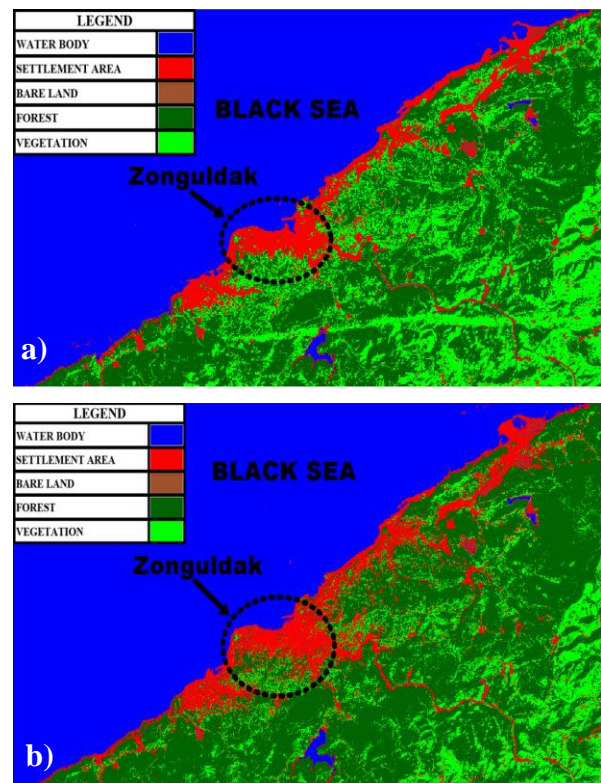 LEGEND
WATER BODY
SETTLEMENT AREA
BARE LAND
FOREST
VEGETATION
BLACK SEA
Zonguldak
a)
LEGEND
WATER BODY
SETTLEMENT AREA
BARE LAND
FOREST
VEGETATION
BLACK SEA
Zonguldak
b)